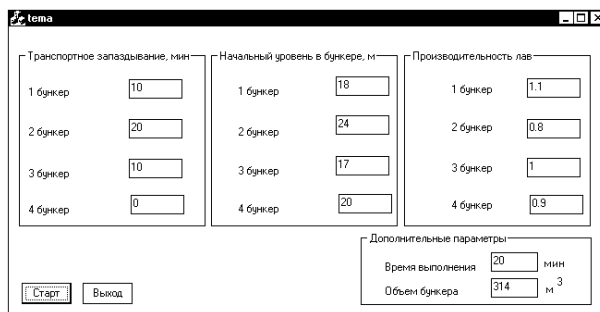 tema
Транспортное запаздывание, мин
1 бункер 10
2 бункер 20
3 бункер 10
4 бункер 0
Начальный уровень в бункере, м
1 бункер 18
2 бункер 24
3 бункер 17
4 бункер 20
Производительность лав
1 бункер 1.1
2 бункер 0.8
3 бункер 1
4 бункер 0.9
Дополнительные параметры
Время выполнения 20 мин
Объем бункера 314 м 3
Старт Выход